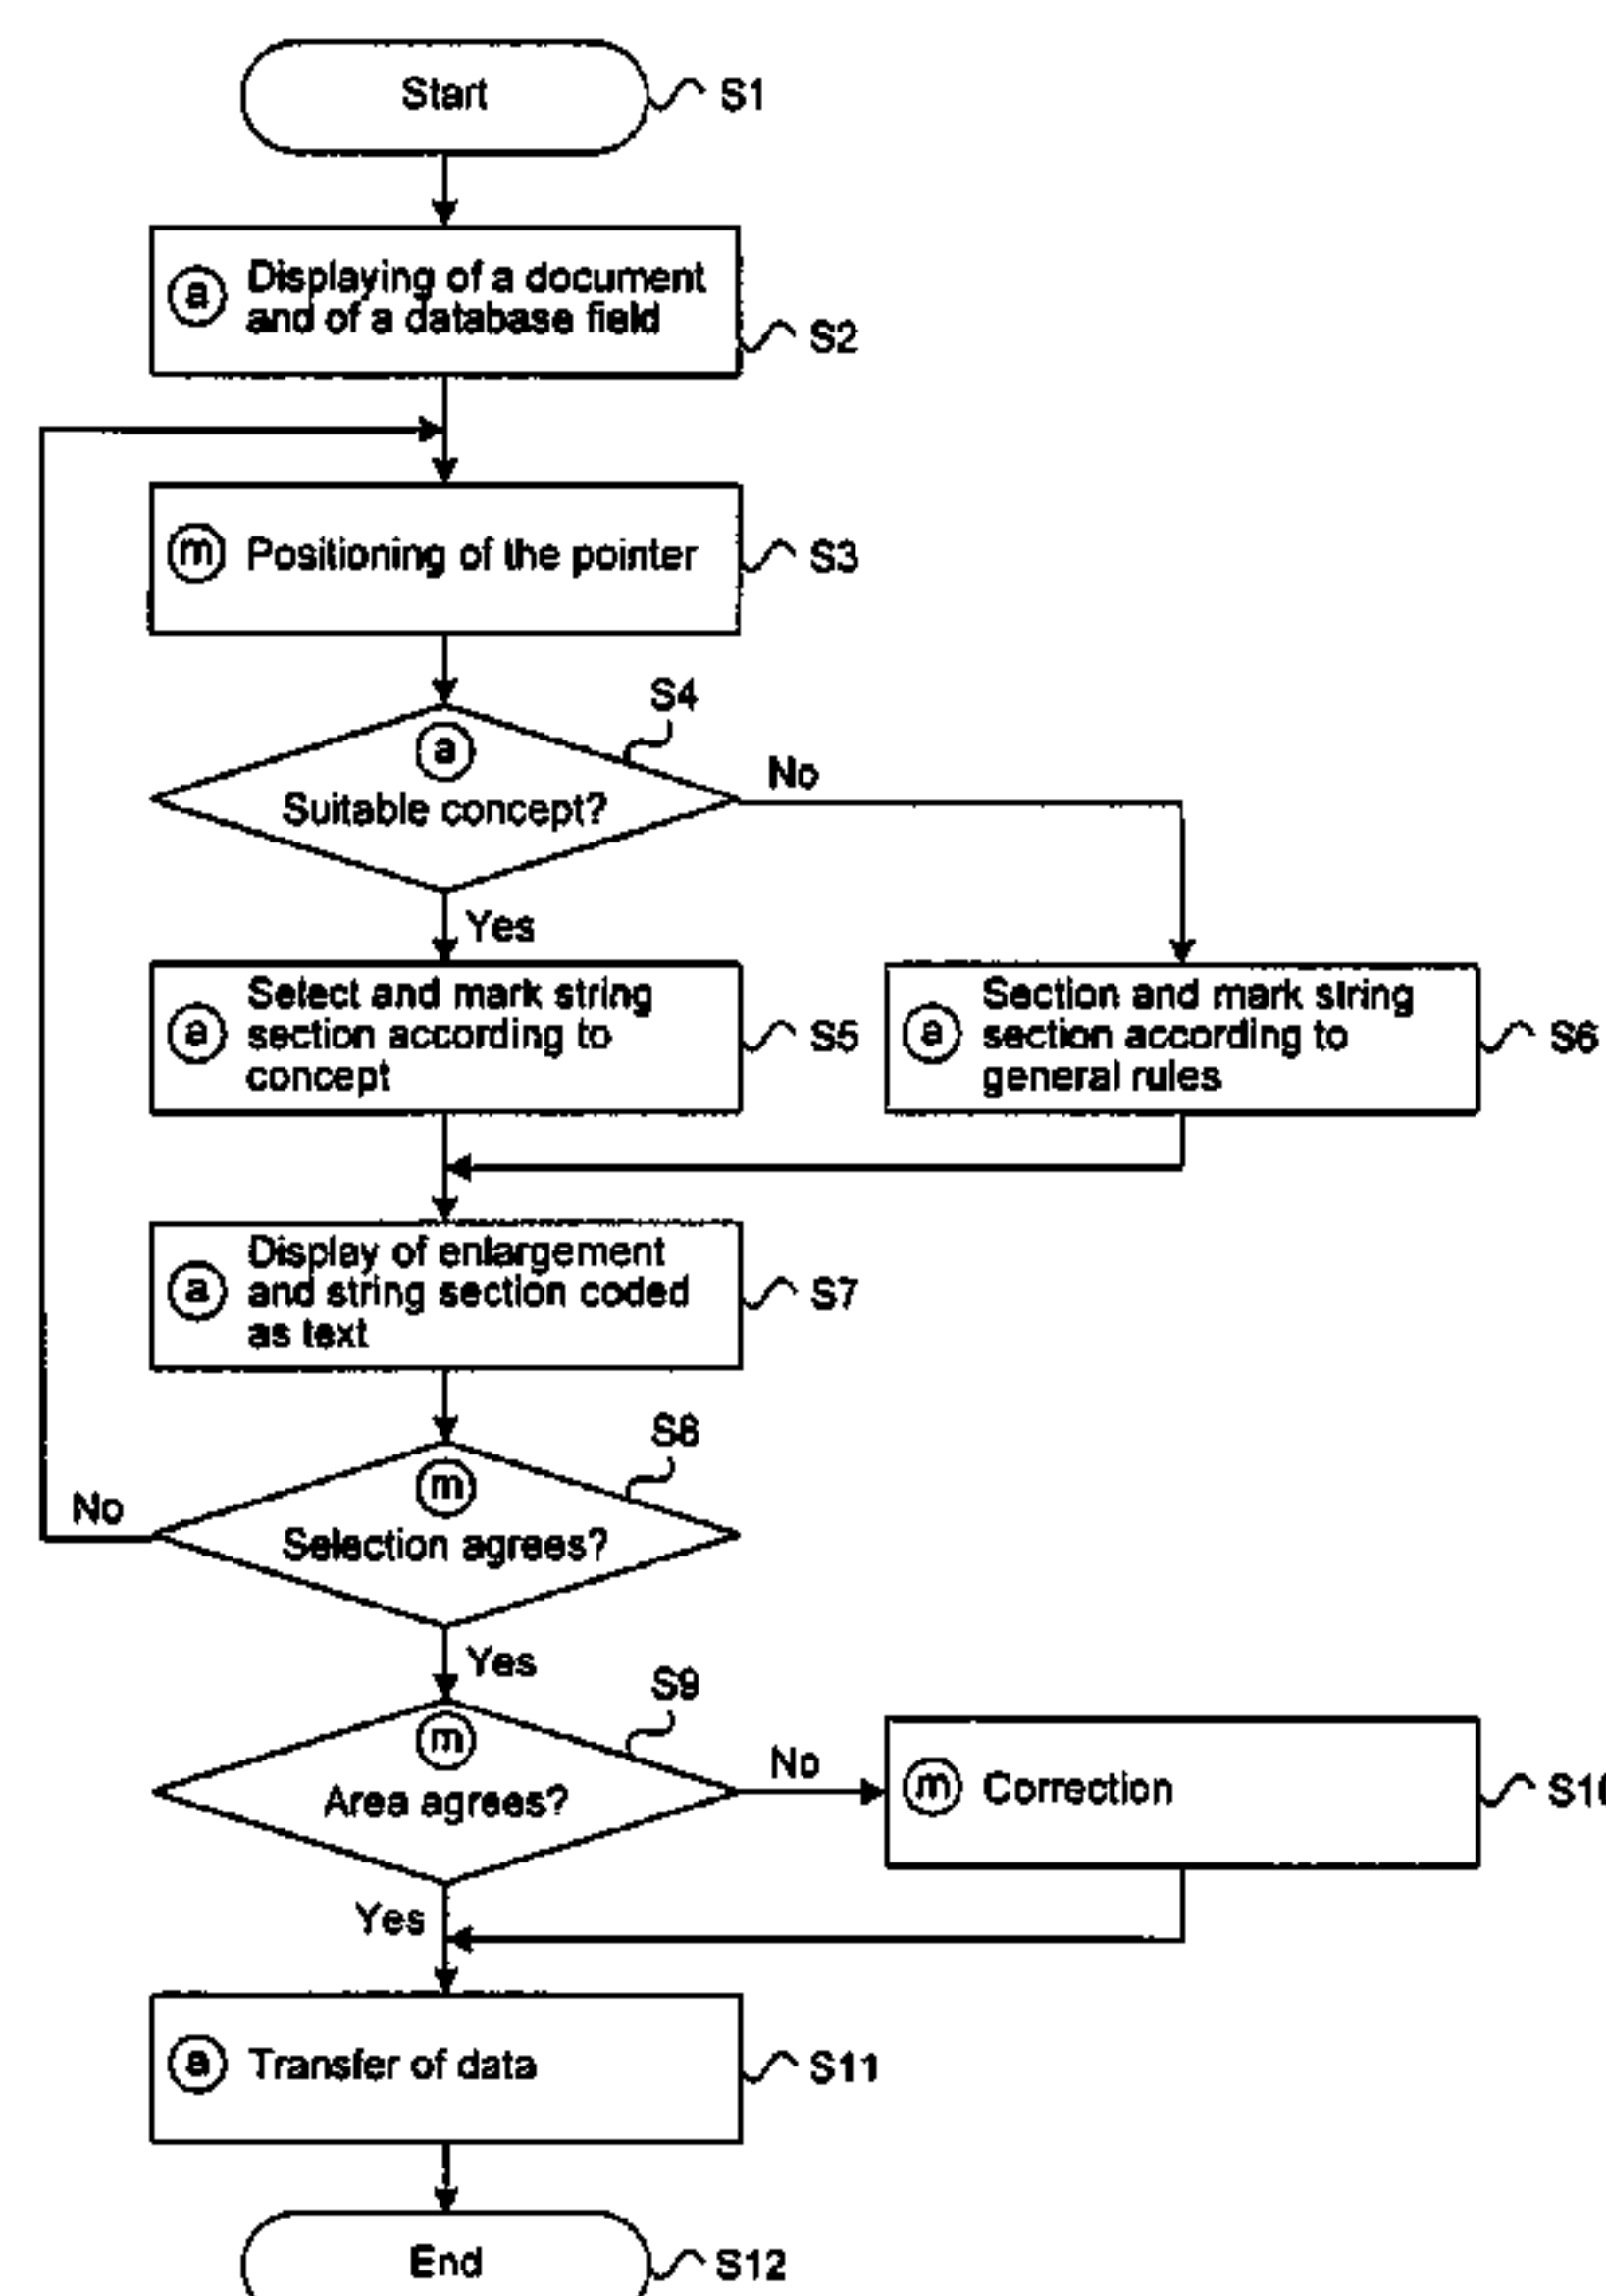 Start
S1
a
Displaying of a document
and of a database field
S2
m
Positioning of the pointer
S3
S4
a
Suitable concept?
No
Yes
a
Select and mark string
section according to
concept
S5
a
Section and mark string
section according to
general rules
S6
a
Display of enlargement
and string section coded
as text
S7
S8
m
Selection agrees?
No
Yes
S9
m
Area agrees?
No
m
Correction
S10
Yes
a
Transfer of data
S11
End
S12